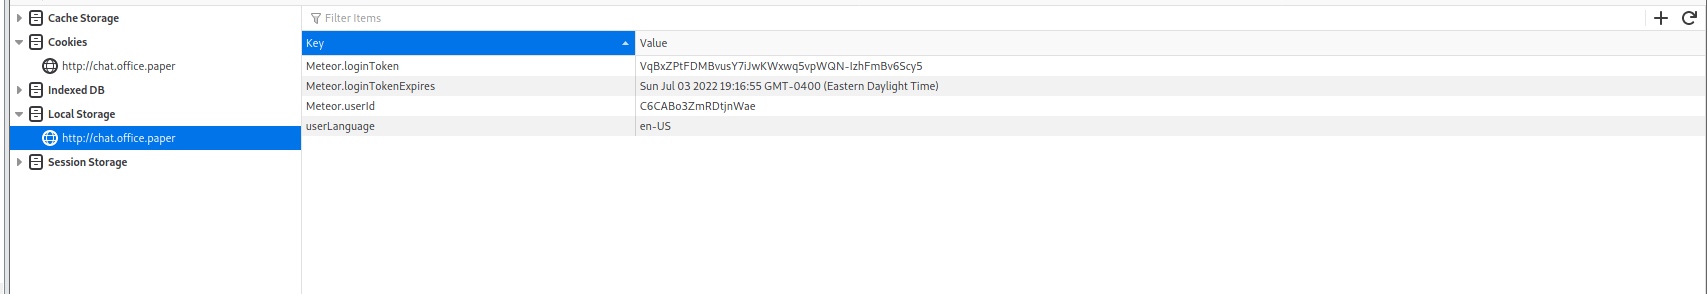 Cache Storage
Filter Items
Cookies
Key Value
http://chat.office.paper
Meteor.loginToken VqBxZPtFDMBvusY7iJwKWxwq5vpWQN-IzhFmBv6Scy5
Indexed DB
Meteor.loginTokenExpires Sun Jul 03 2022 19:16:55 GMT-0400 (Eastern Daylight Time)
Local Storage
Meteor.userId C6CABo3ZmRDtjnWae
http://chat.office.paper
userLanguage en-US
Session Storage